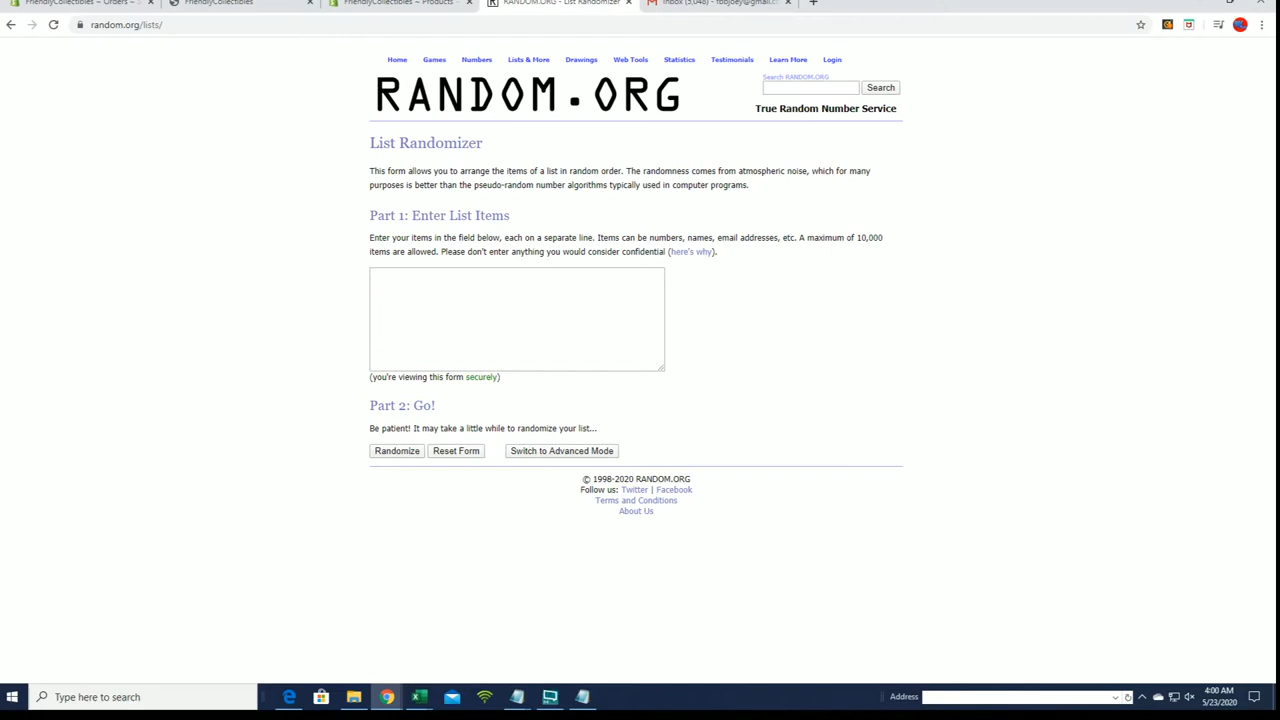 FriendlyCollectibles ~ Orders ~ FriendlyCollectibles FriendlyCollectibles ~ Products ~ RANDOM.ORG - List Randomizer
random.org/lists/
Home Games Numbers Lists & More Drawings Web Tools Statistics Testimonials Learn More Login
Search RANDOM.ORG
RANDOM.ORG
Search
True Random Number Service
List Randomizer
This form allows you to arrange the items of a list in random order. The randomness comes from atmospheric noise, which for many
purposes is better than the pseudo-random number algorithms typically used in computer programs.
Part 1: Enter List Items
Enter your items in the field below, each on a separate line. Items can be numbers, names, email addresses, etc. A maximum of 10,000
items are allowed. Please don't enter anything you would consider confidential (here's why).
(you're viewing this form securely)
Part 2: Go!
Be patient! It may take a little while to randomize your list...
Randomize Reset Form Switch to Advanced Mode
© 1998-2020 RANDOM.ORG
Follow us: Twitter | Facebook
Terms and Conditions
About Us
Type here to search
Address
4:00 AM
5/23/2020